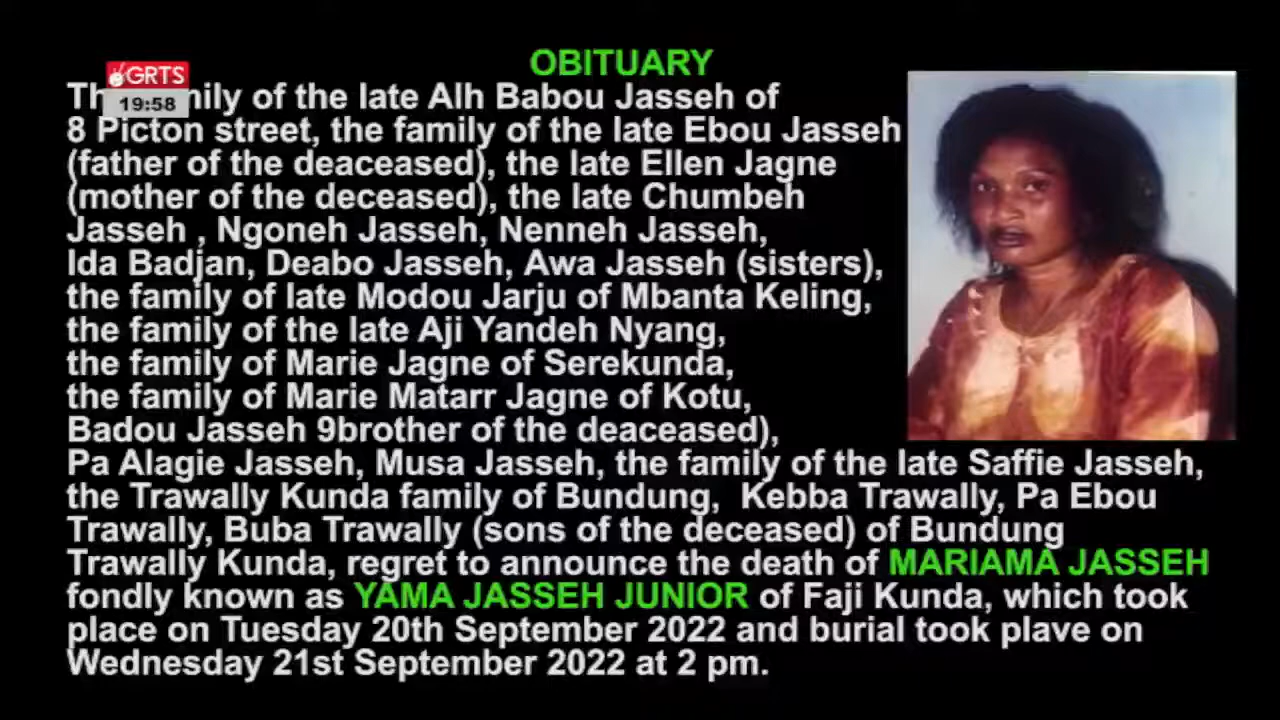 OBITUARY
GRTS
19:58
family of the late Alh Babou Jasseh of
8 Picton street, the family of the late Ebou Jasseh
(father of the deaceased), the late Ellen Jagne
(mother of the deceased), the late Chumbeh
Jasseh , Ngoneh Jasseh, Nenneh Jasseh,
Ida Badjan, Deabo Jasseh, Awa Jasseh (sisters),
the family of late Modou Jarju of Mbanta Keling,
the family of the late Aji Yandeh Nyang,
the family of Marie Jagne of Serekunda,
the family of Marie Matarr Jagne of Kotu,
Badou Jasseh 9brother of the deaceased),
Pa Alagie Jasseh, Musa Jasseh, the family of the late Saffie Jasseh,
the Trawally Kunda family of Bundung,  Kebba Trawally, Pa Ebou
Trawally, Buba Trawally (sons of the deceased) of Bundung
Trawally Kunda, regret to announce the death of MARIAMA JASSEH
fondly known as YAMA JASSEH JUNIOR of Faji Kunda, which took
place on Tuesday 20th September 2022 and burial took plave on
Wednesday 21st September 2022 at 2 pm.